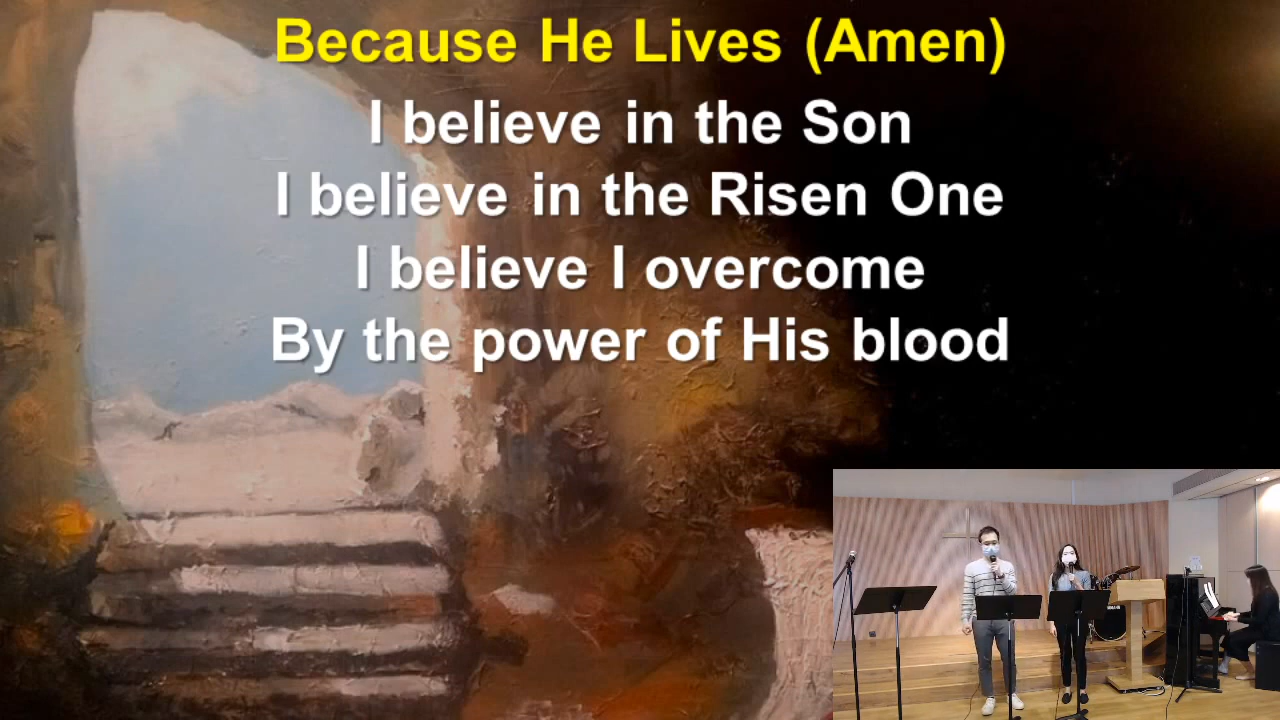 Because He Lives (Amen)
I believe in the Son
I believe in the Risen One
I believe I overcome
By the power of His blood